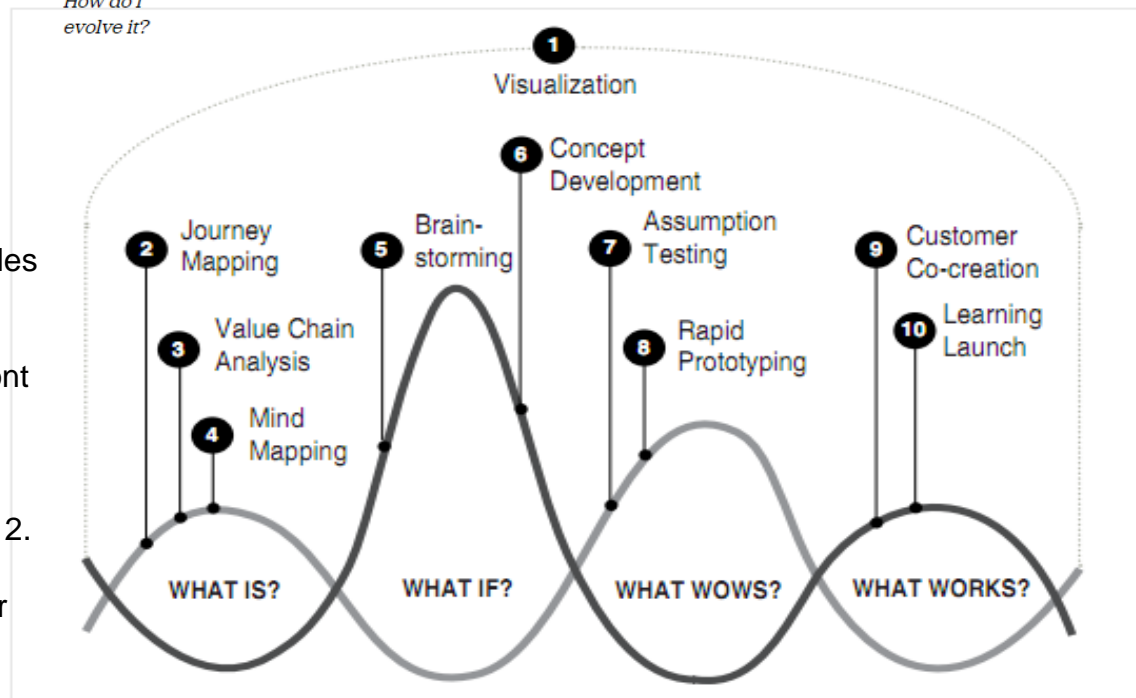 How do I
evolve it?
1
Visualization
6
Concept
Development
2
Journey
Mapping
5
Brain-
storming
7
Assumption
Testing
9
Customer
Co-creation
3
Value Chain
Analysis
8
Rapid
Prototyping
10
Learning
Launch
4
Mind
Mapping
2.
WHAT IS?
WHAT IF?
WHAT WOWS?
WHAT WORKS?